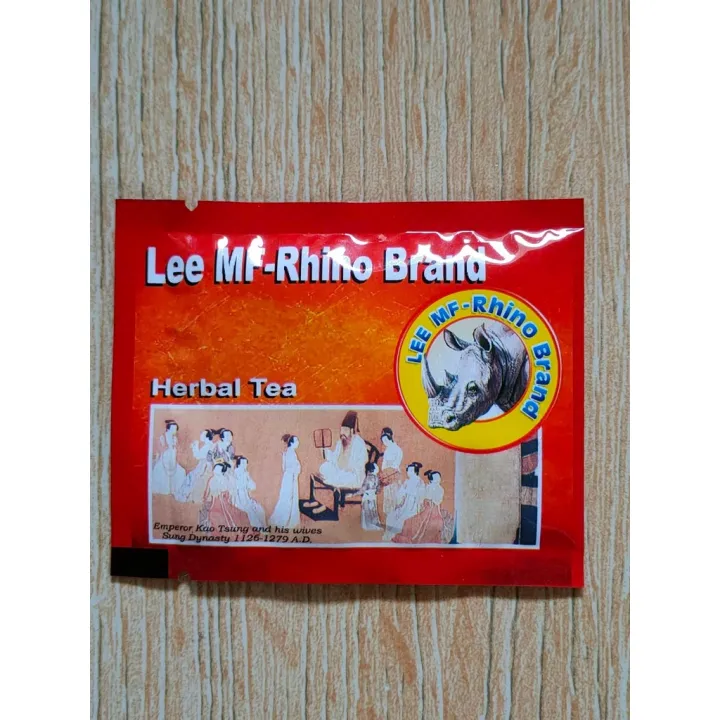 Lee MF-Rhino Brand
LEE MF-Rhino Brand
Herbal Tea
Emperor Kao Tsung and his wives
Sung Dynasty 1126-1279 A.D.